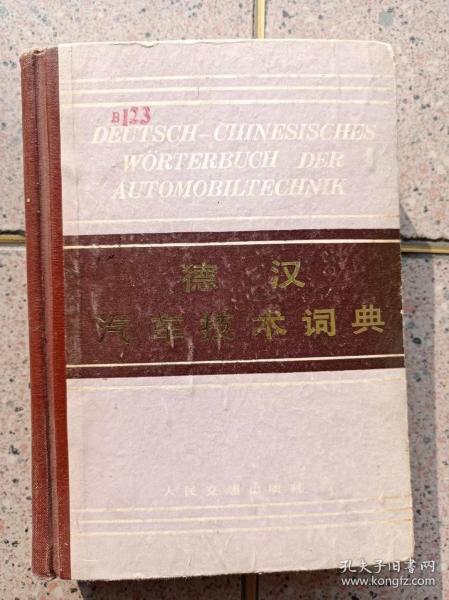 B123
DEUTSCH-CHINESISCHES
WÖRTERBUCH DER
AUTOMOBILTECHNIK
德汉
汽车技术词典
人民交通出版社
孔夫子旧书网
www.kongfz.com